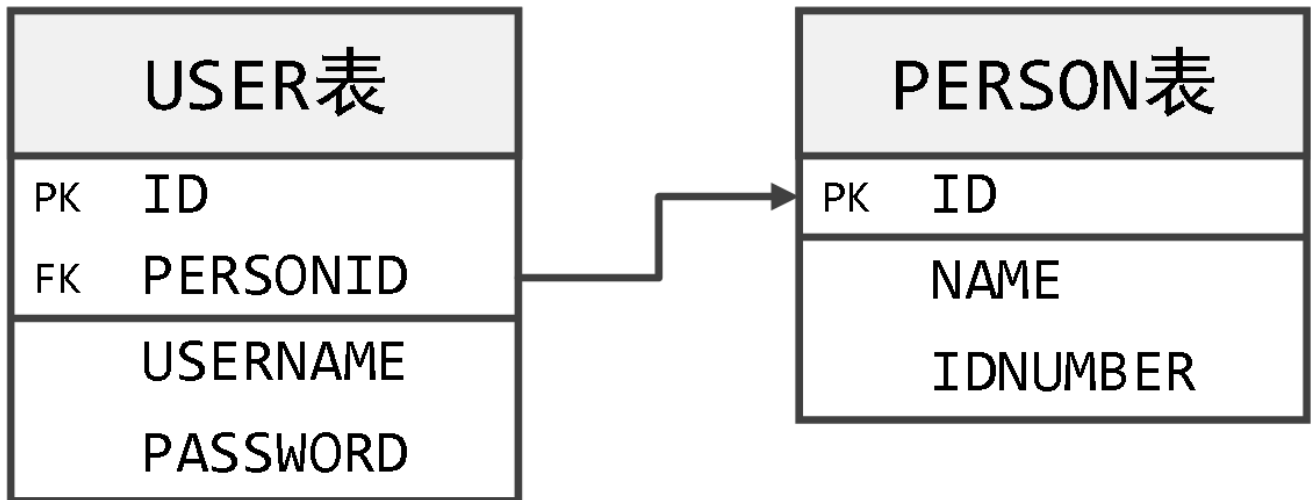 USER表
PK ID
FK PERSONID
USERNAME
PASSWORD
PERSON表
PK ID
NAME
IDNUMBER